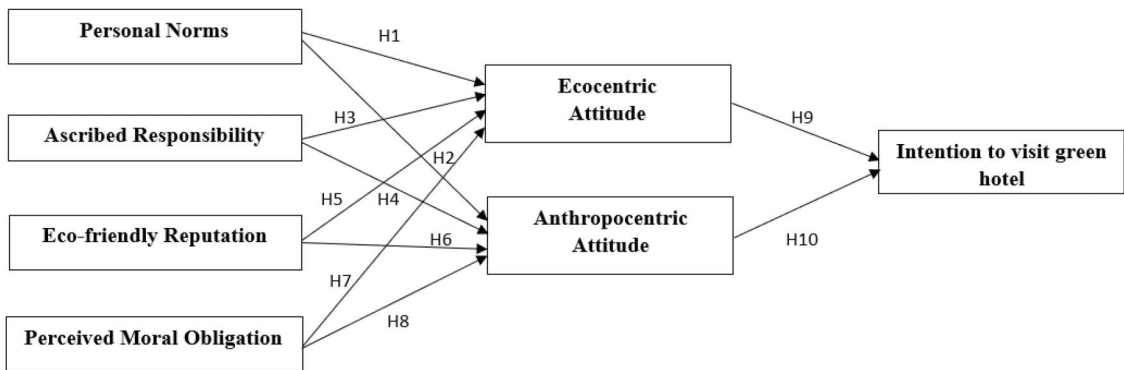 Personal Norms
H1
Ecocentric
Attitude
Ascribed Responsibility
H3
H9
H2
Intention to visit green
hotel
H5
H4
Anthropocentric
Attitude
Eco-friendly Reputation
H6
H10
H7
H8
Perceived Moral Obligation